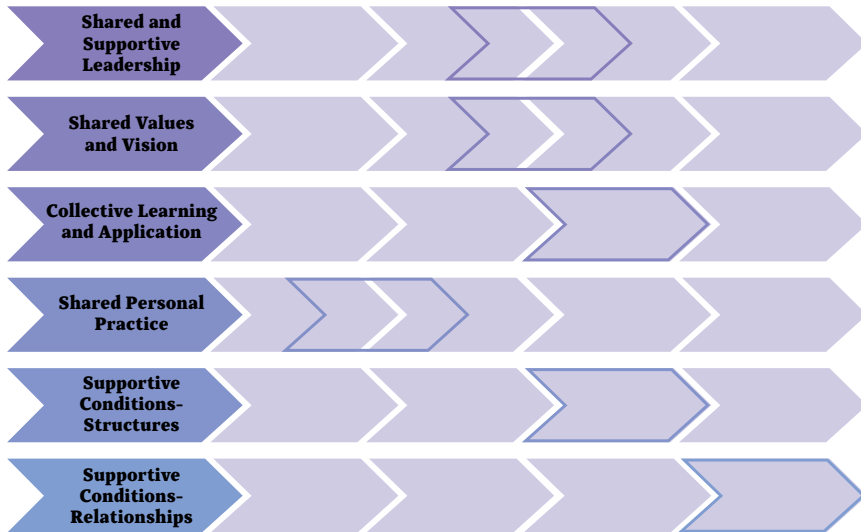 Shared and
Supportive
Leadership
Shared Values
and Vision
Collective Learning
and Application
Shared Personal
Practice
Supportive
Conditions-
Structures
Supportive
Conditions-
Relationships